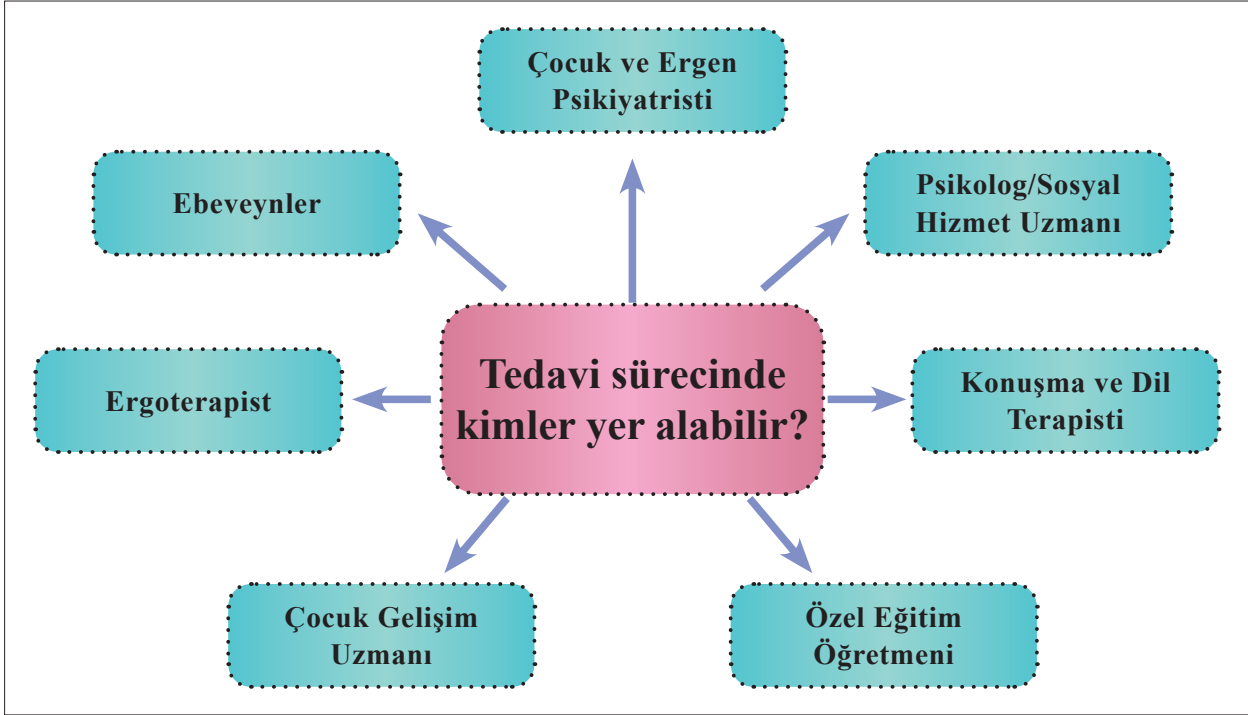 Çocuk ve Ergen
Psikiyatristi
Ebeveynler
Psikolog/Sosyal
Hizmet Uzmanı
Tedavi sürecinde
kimler yer alabilir?
Ergoterapist
Konuşma ve Dil
Terapisti
Çocuk Gelişim
Uzmanı
Özel Eğitim
Öğretmeni